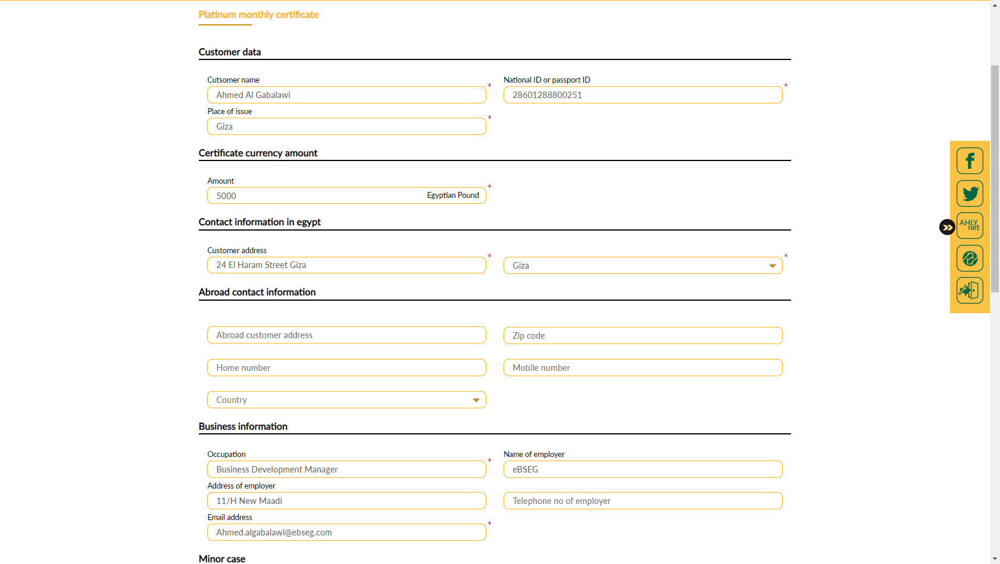 Platinum monthly certificate
Customer data
Cutsomer name
National ID or passport ID
*
*
Ahmed Al Gabalawi
28601288800251
Place of issue
*
Giza
Certificate currency amount
Amount
*
5000
Egyptian Pound
Contact information in egypt
Customer address
*
*
24 El Haram Street Giza
Giza
Abroad contact information
Abroad customer address
Zip code
Home number
Mobile number
Country
Business information
Occupation
Name of employer
*
Business Development Manager
eBSEG
Address of employer
11/H New Maadi
Telephone no of employer
Email address
*
Ahmed.algabalawi@ebseg.com
Minor case
AHLY
net